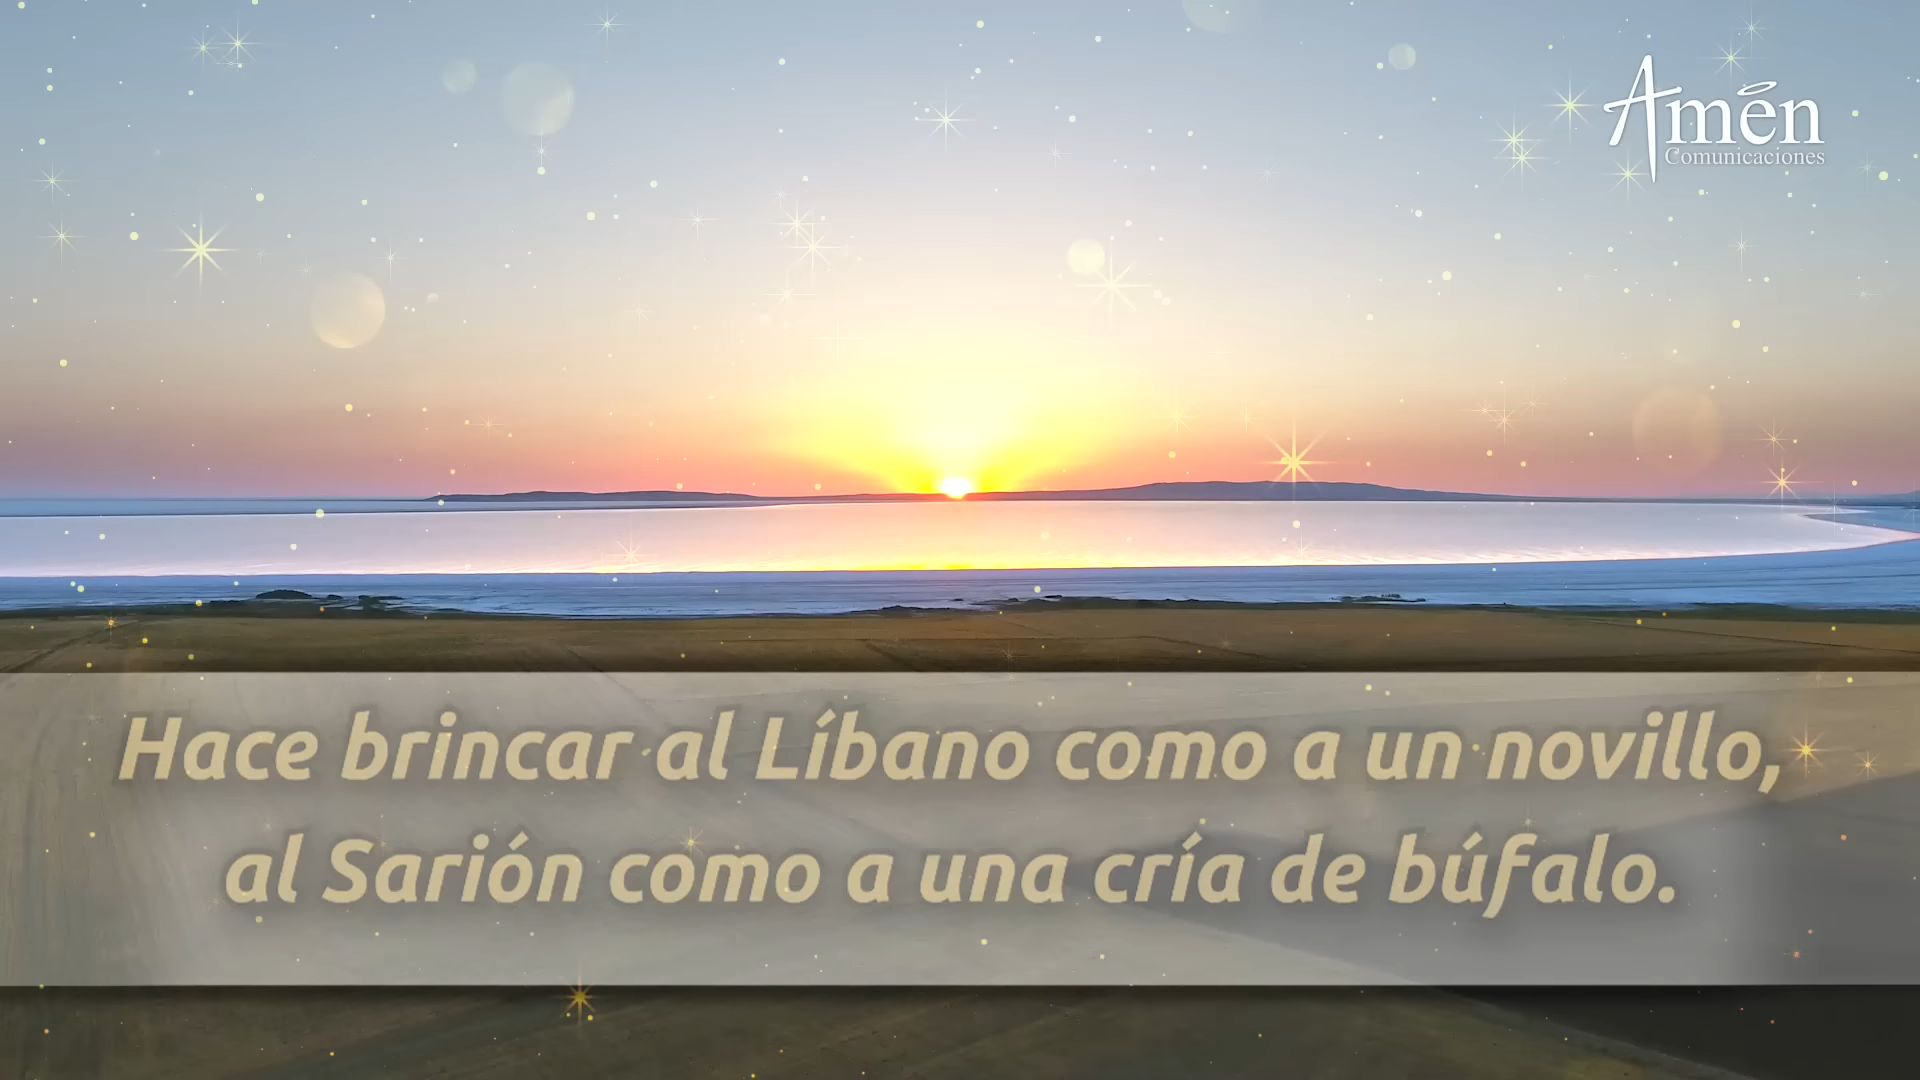 Amén
Comunicaciones
Hace brincar al Líbano como a un novillo,
al Sarión como a una cría de búfalo.